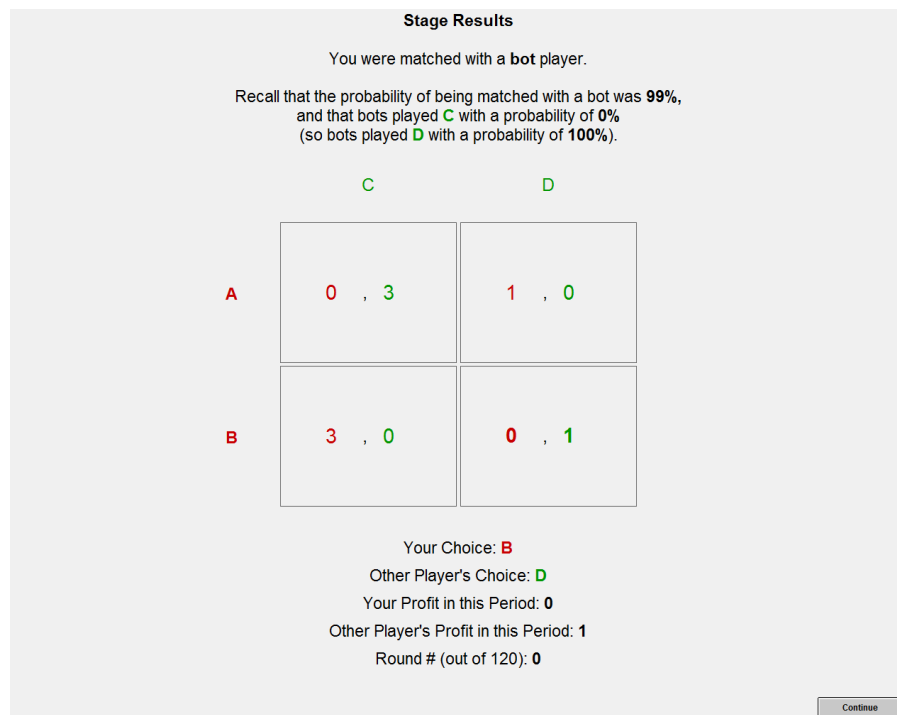 Stage Results
You were matched with a bot player.
Recall that the probability of being matched with a bot was 99%,
and that bots played C with a probability of 0%
(so bots played D with a probability of 100%).
C D
A 0 , 3 1 , 0
B 3 , 0 0 , 1
Your Choice: B
Other Player's Choice: D
Your Profit in this Period: 0
Other Player's Profit in this Period: 1
Round # (out of 120): 0
Continue